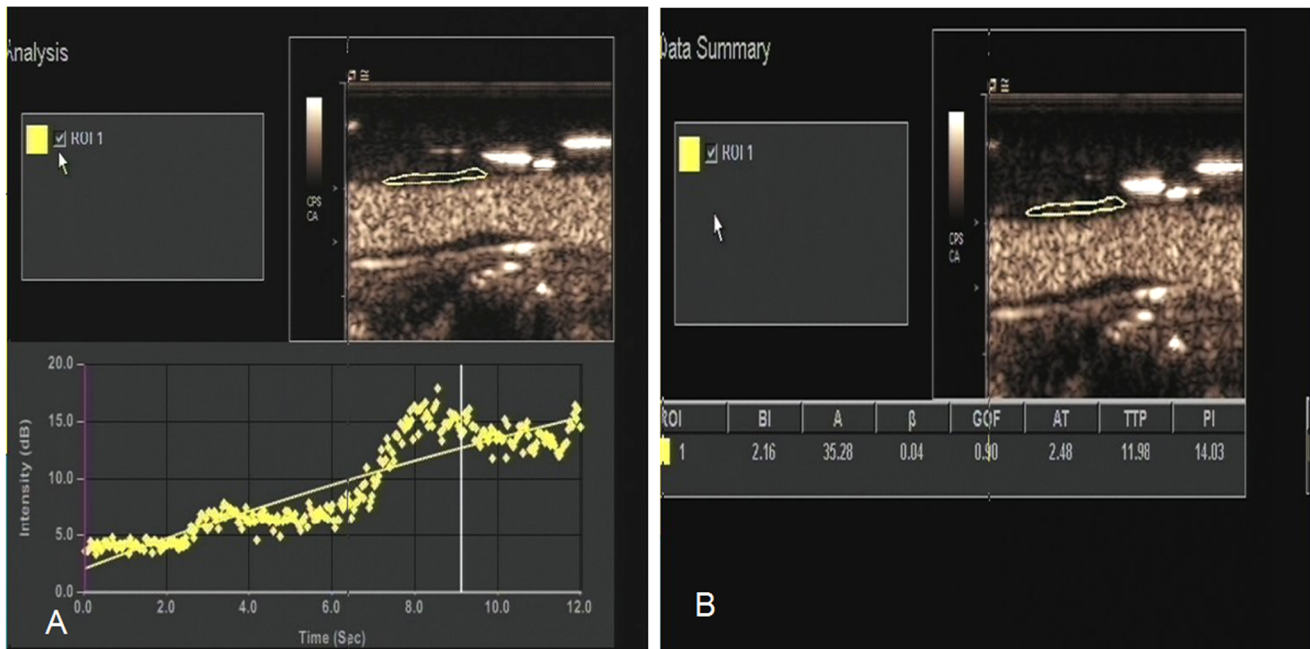 Analysis
ROI 1
CPS
CA
20.0
15.0
10.0
5.0
0.0
Intensity (dB)
0.0 2.0 4.0 6.0 8.0 10.0 12.0
Time (Sec)
A
Data Summary
ROI 1
CPS
CA
ROI BI A β GOF AT TTP PI
1 2.16 35.28 0.04 0.90 2.48 11.98 14.03
B